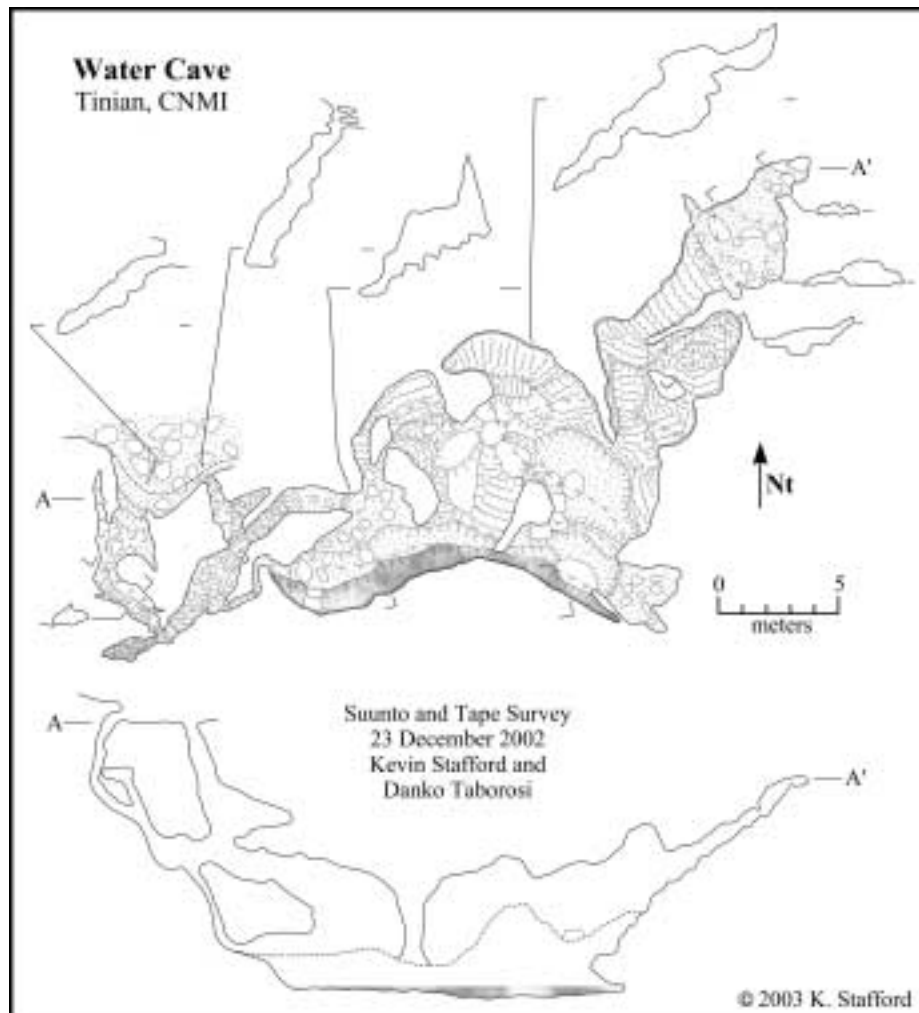 Water Cave
Tinian, CNMI
A'
A
Nt
0 5
meters
Suunto and Tape Survey
23 December 2002
Kevin Stafford and
Danko Taborosi
A
A'
© 2003 K. Stafford